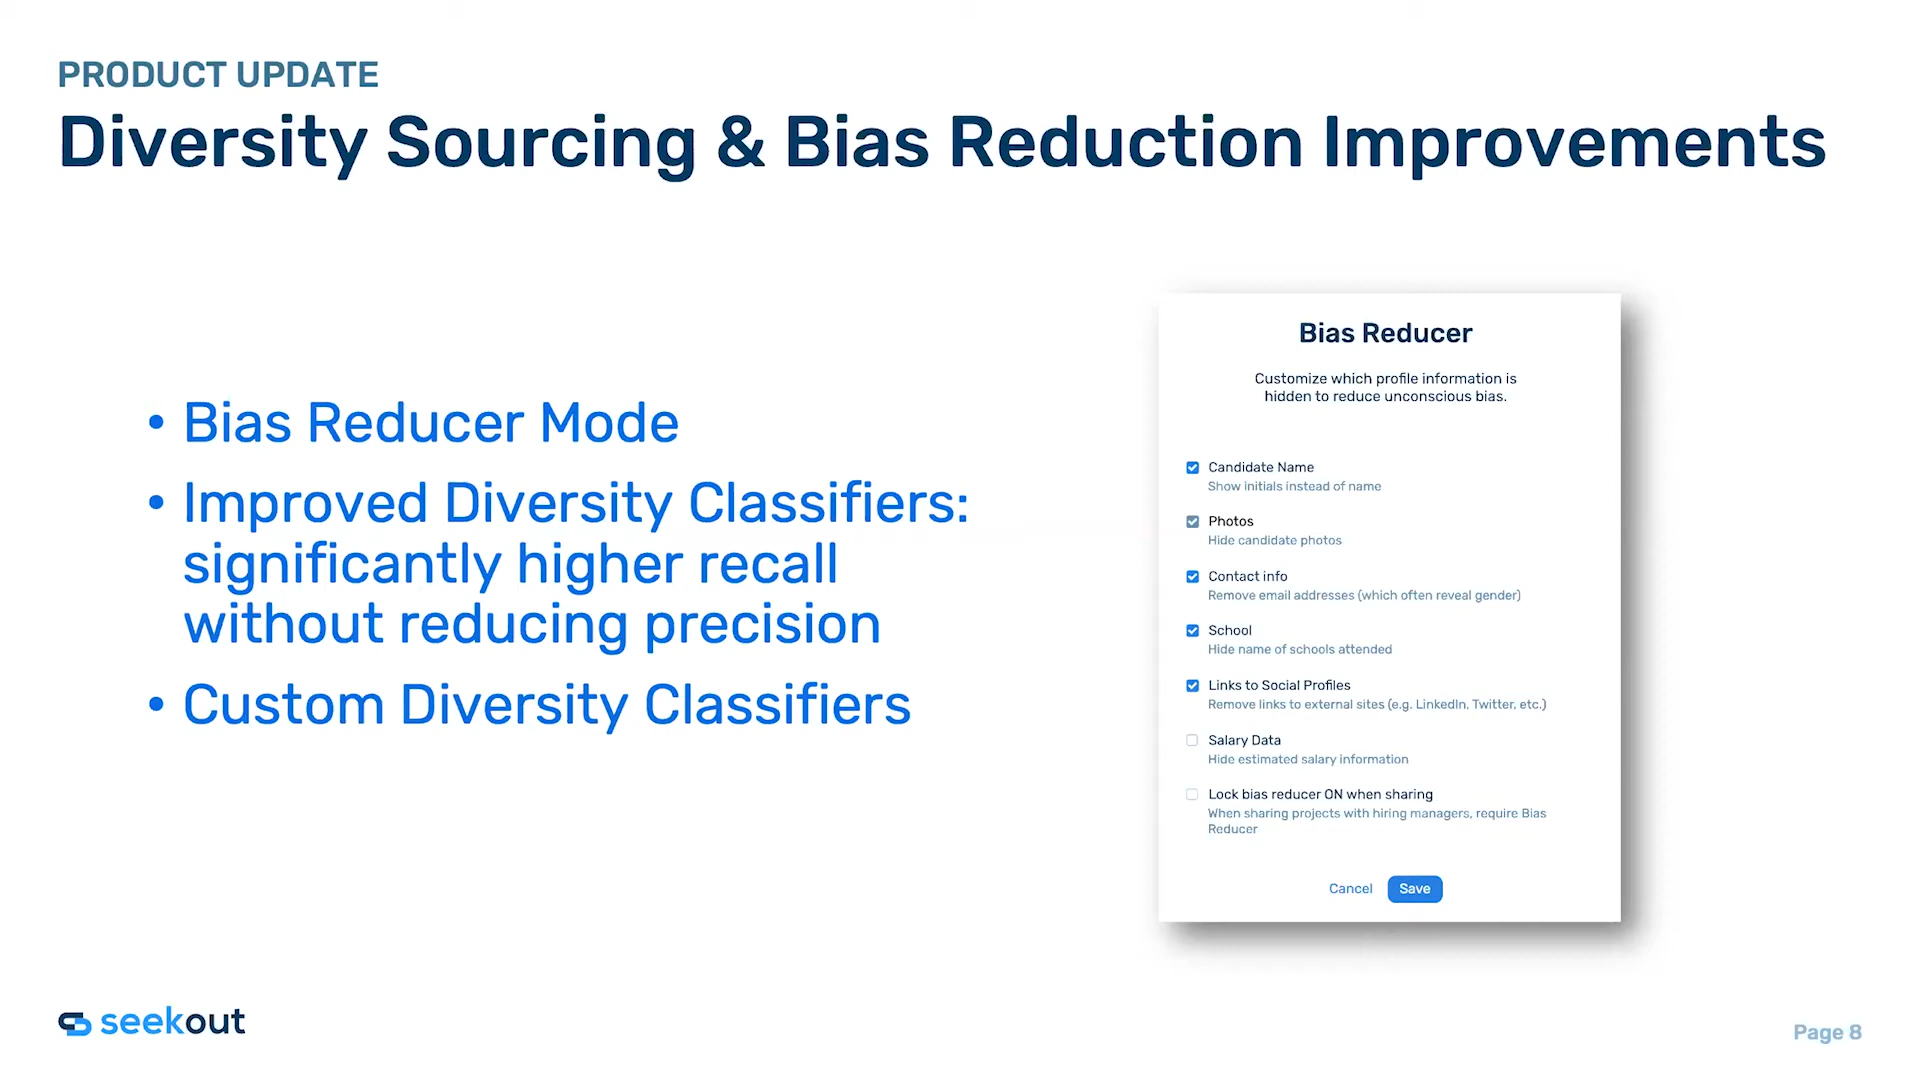 PRODUCT UPDATE
Diversity Sourcing & Bias Reduction Improvements
• Bias Reducer Mode
• Improved Diversity Classifiers:
significantly higher recall
without reducing precision
• Custom Diversity Classifiers
Bias Reducer
Customize which profile information is
hidden to reduce unconscious bias.
Candidate Name
Show initials instead of name
Photos
Hide candidate photos
Contact info
Remove email addresses (which often reveal gender)
School
Hide name of schools attended
Links to Social Profiles
Remove links to external sites (e.g. LinkedIn, Twitter, etc.)
Salary Data
Hide estimated salary information
Lock bias reducer ON when sharing
When sharing projects with hiring managers, require Bias
Reducer
Cancel Save
seekout
Page 8